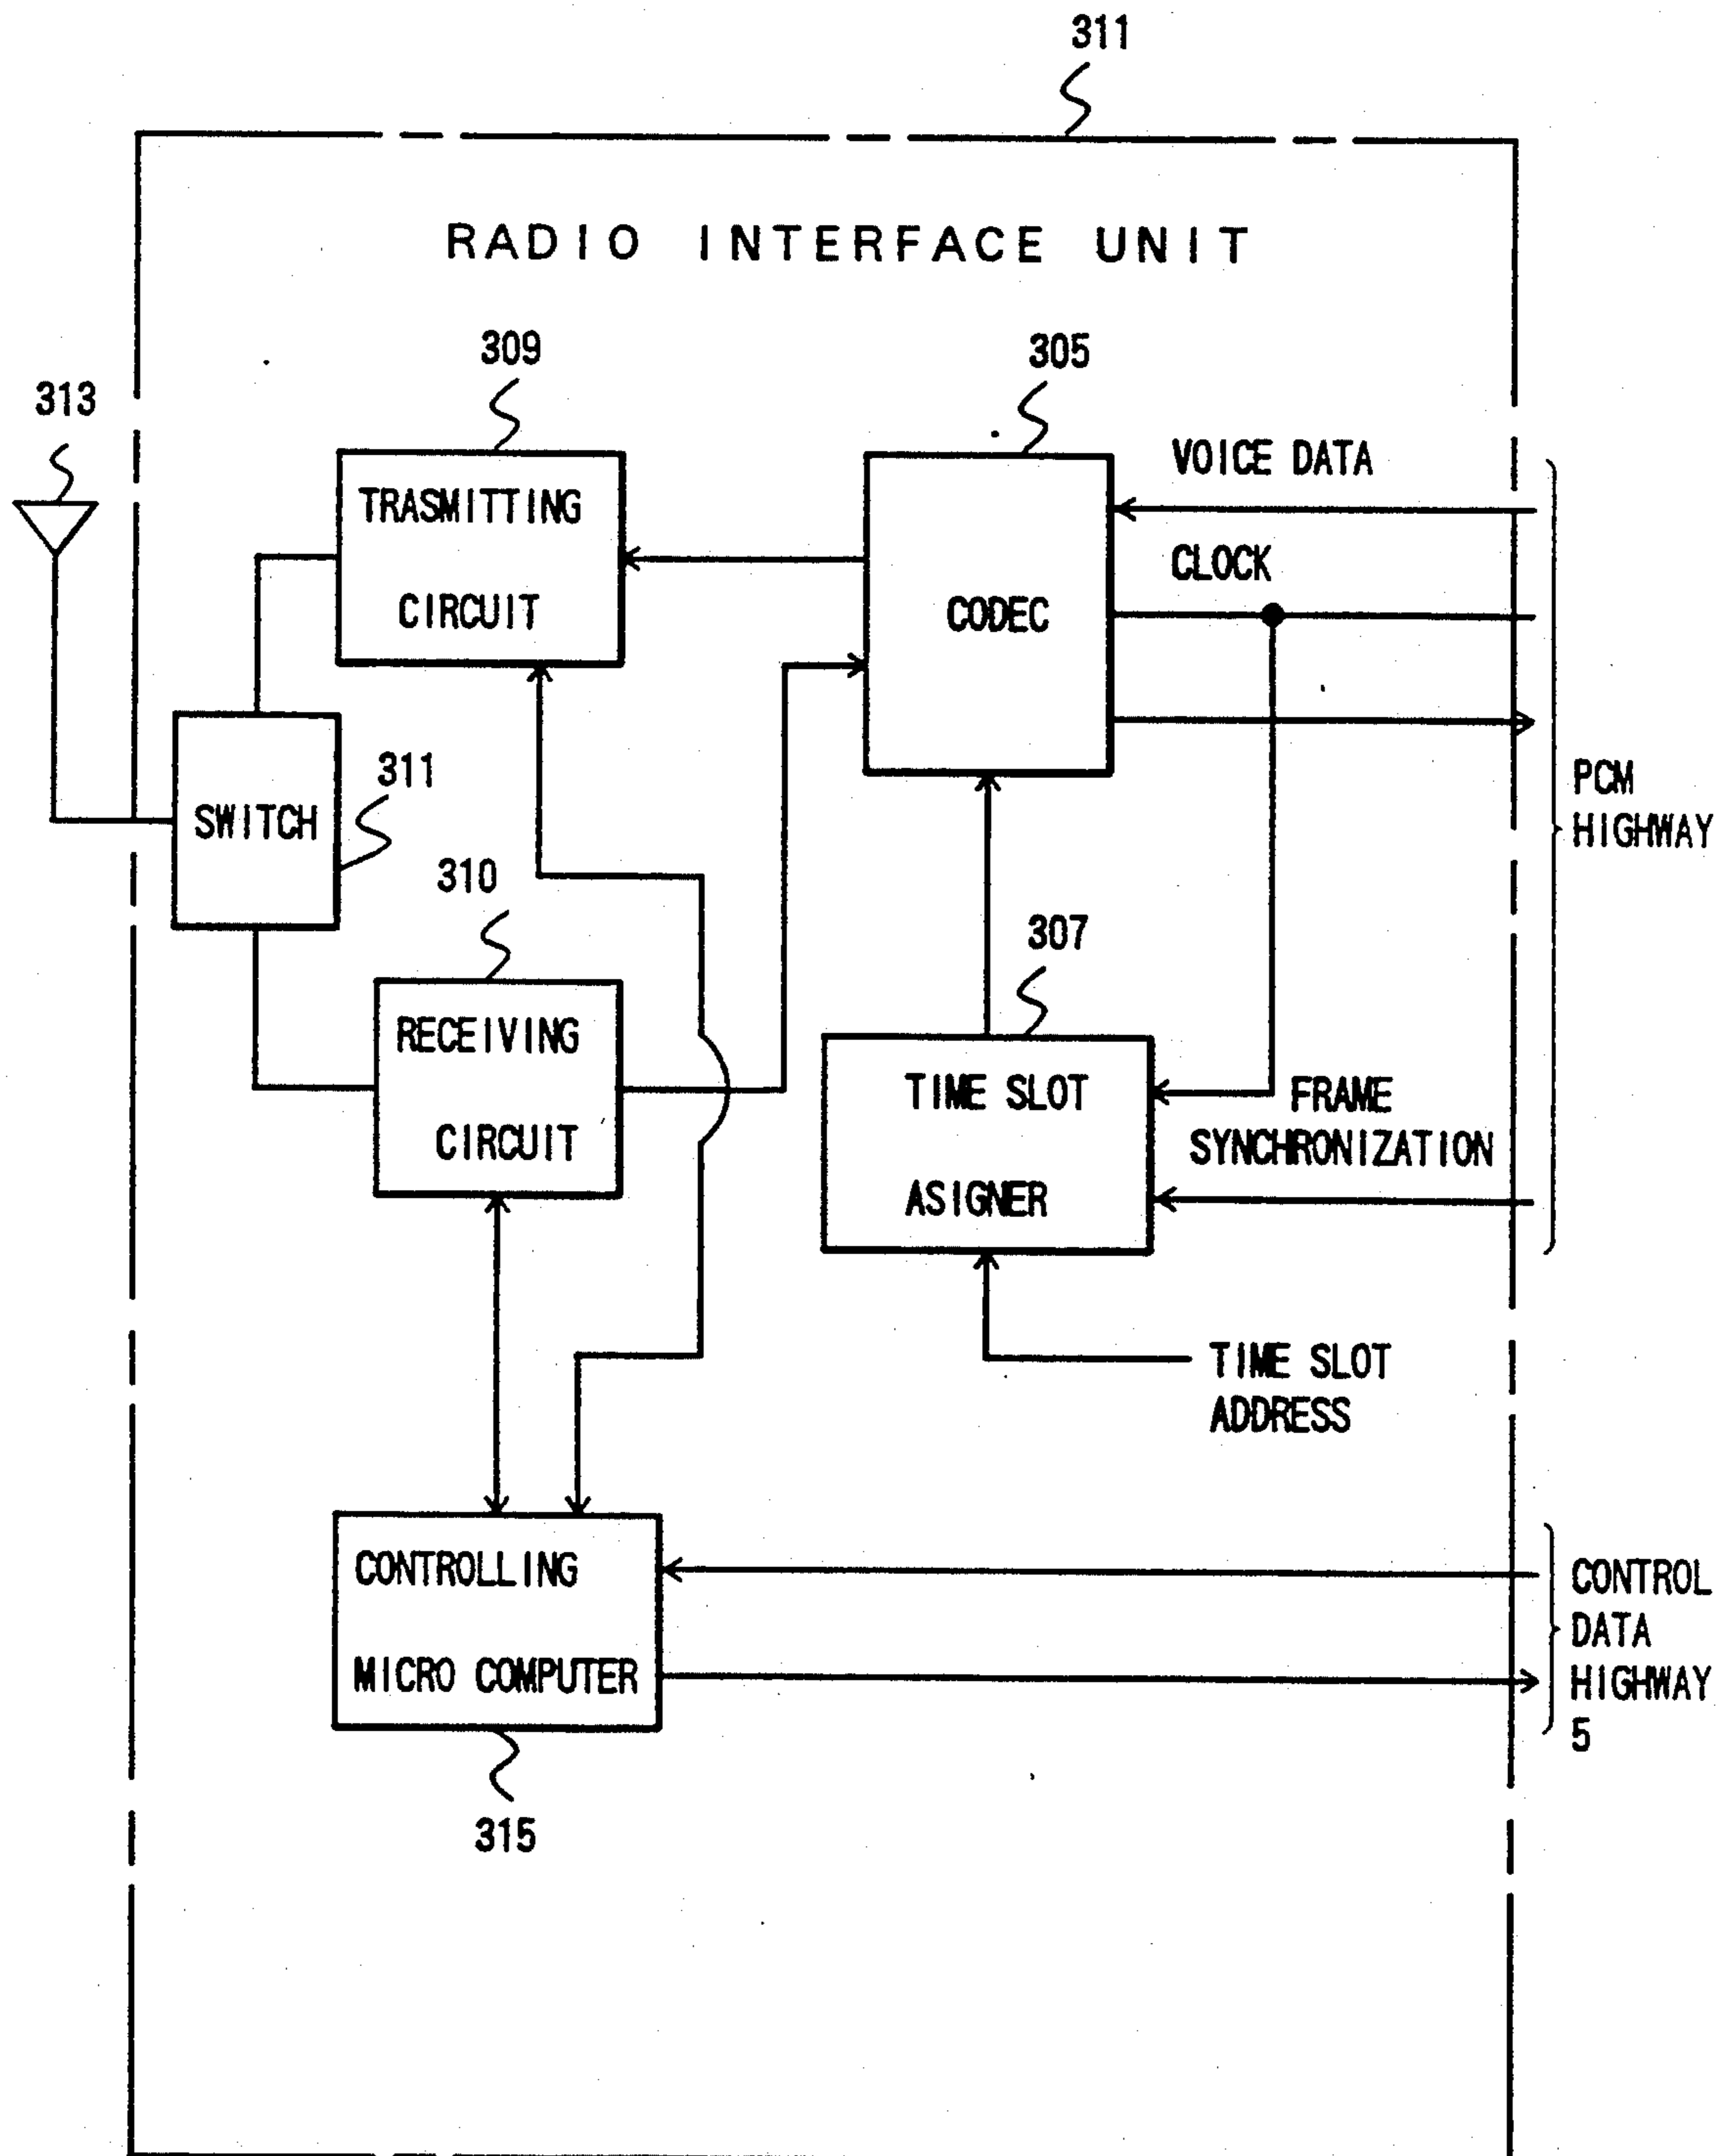 311
RADIO INTERFACE UNIT
309
305
313
VOICE DATA
TRASMITTING
CIRCUIT
CLOCK
CODEC
311
SWITCH
PCM
HIGHWAY
310
307
RECEIVING
CIRCUIT
TIME SLOT
ASIGNER
FRAME
SYNCHRONIZATION
TIME SLOT
ADDRESS
CONTROLLING
MICRO COMPUTER
CONTROL
DATA
HIGHWAY
5
315